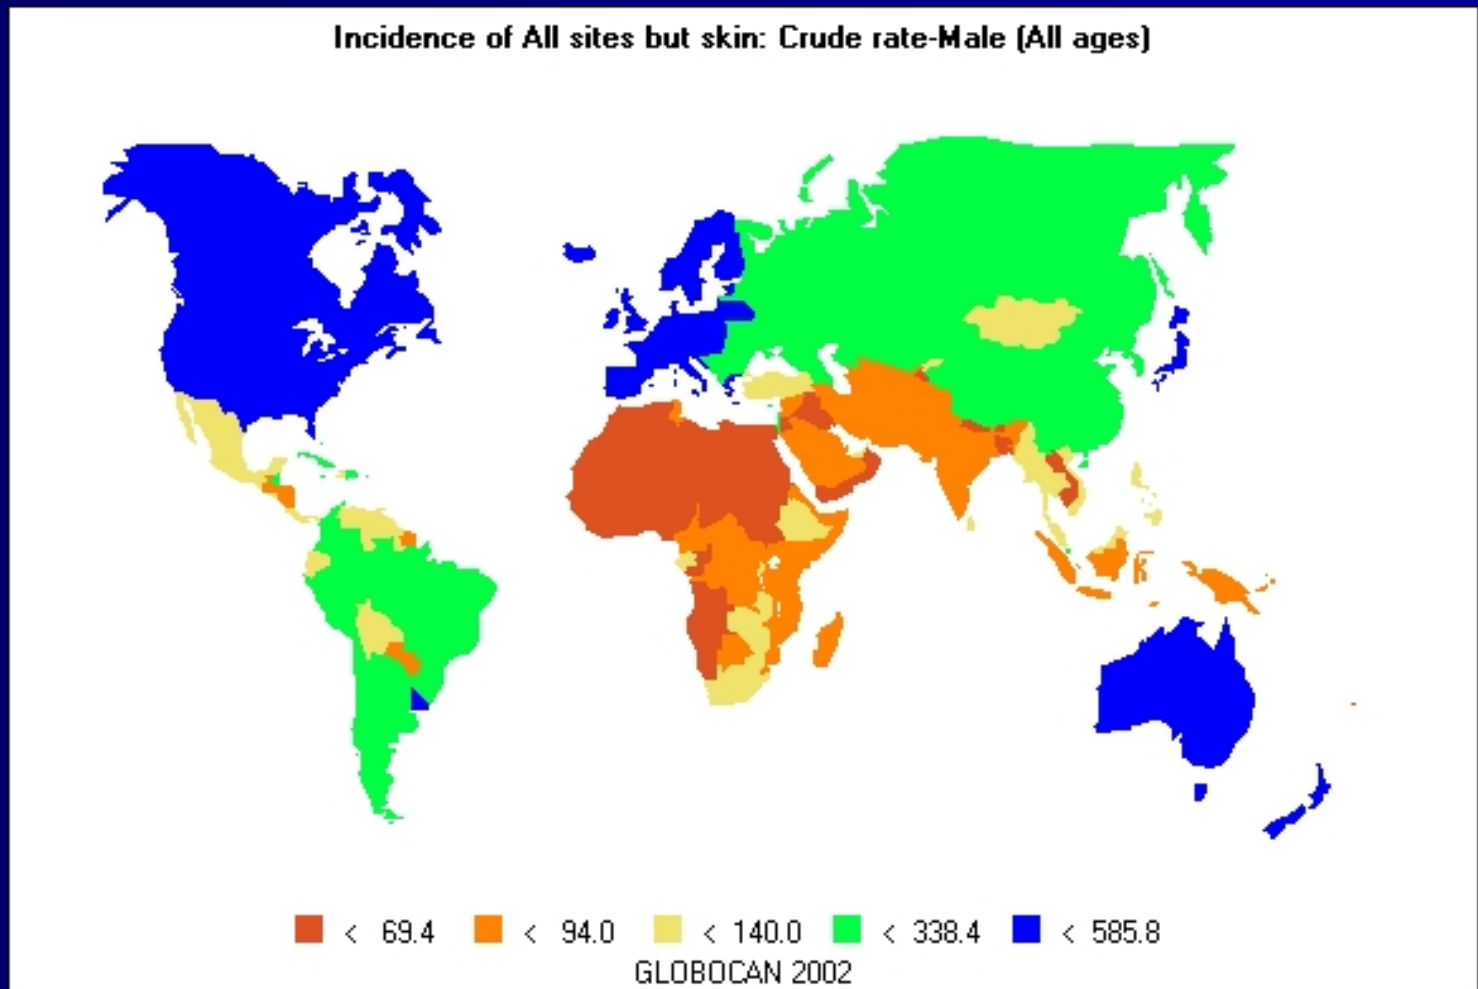 Incidence of All sites but skin: Crude rate-Male (All ages)
< 69.4 < 94.0 < 140.0 < 338.4 < 585.8
GLOBOCAN 2002